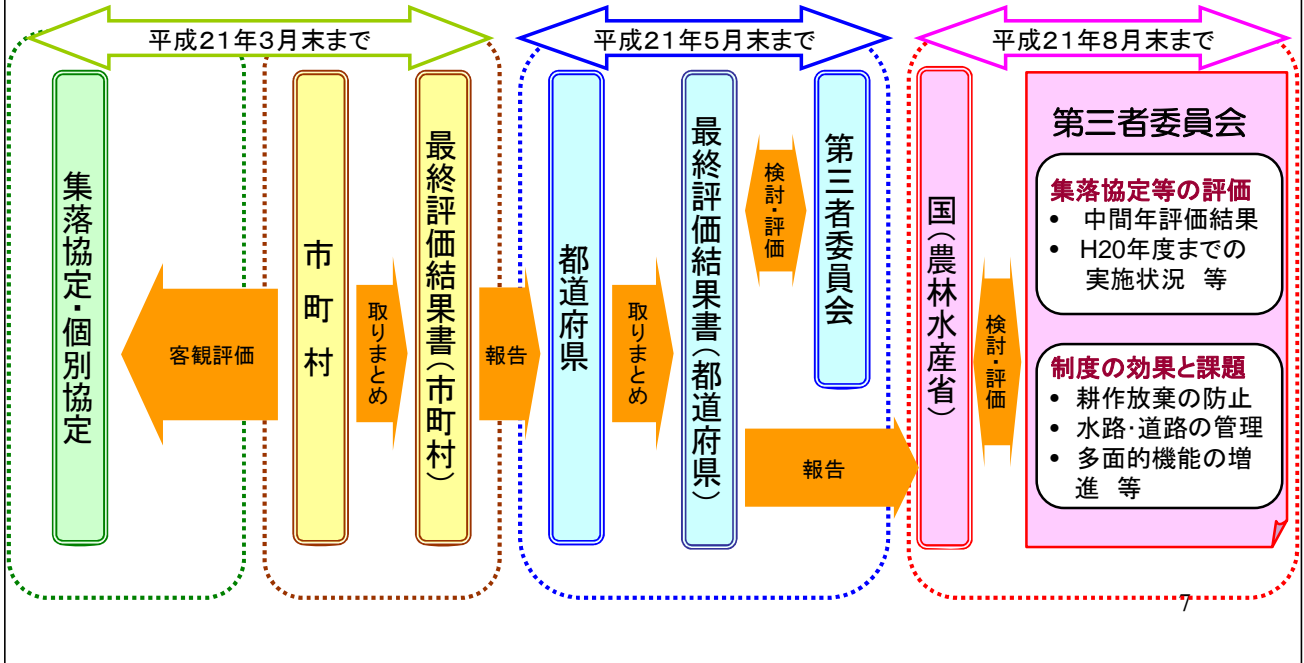 平成21年3月末まで
平成21年5月末まで
平成21年8月末まで
集落協定・個別協定
客観評価
市町村
取りまとめ
最終評価結果書(市町村)
報告
都道府県
取りまとめ
最終評価結果書(都道府県)
検討・評価
第三者委員会
報告
国(農林水産省)
検討・評価
第三者委員会
集落協定等の評価
• 中間年評価結果
• H20年度までの
実施状況 等
制度の効果と課題
• 耕作放棄の防止
• 水路・道路の管理
• 多面的機能の増
進 等
7